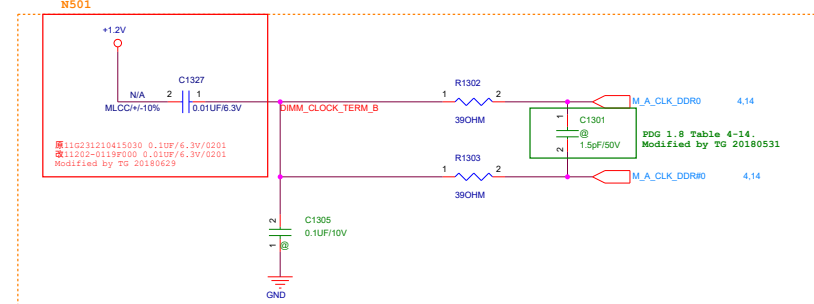 N501
+1.2V
N/A
2
1
C1327
MLCC/+/-10%
0.01UF/6.3V
DIMM_CLOCK_TERM_B
原11G231210415030 0.1UF/6.3V/0201
改11202-0119F000 0.01UF/6.3V/0201
Modified by TG 20180629
R1302
1
2
39OHM
M_A_CLK_DDR0
4,14
1
C1301
@
1.5pF/50V
2
PDG 1.8 Table 4-14.
Modified by TG 20180531
R1303
1
2
39OHM
M_A_CLK_DDR#0
4,14
2
C1305
0.1UF/10V
1
@
GND